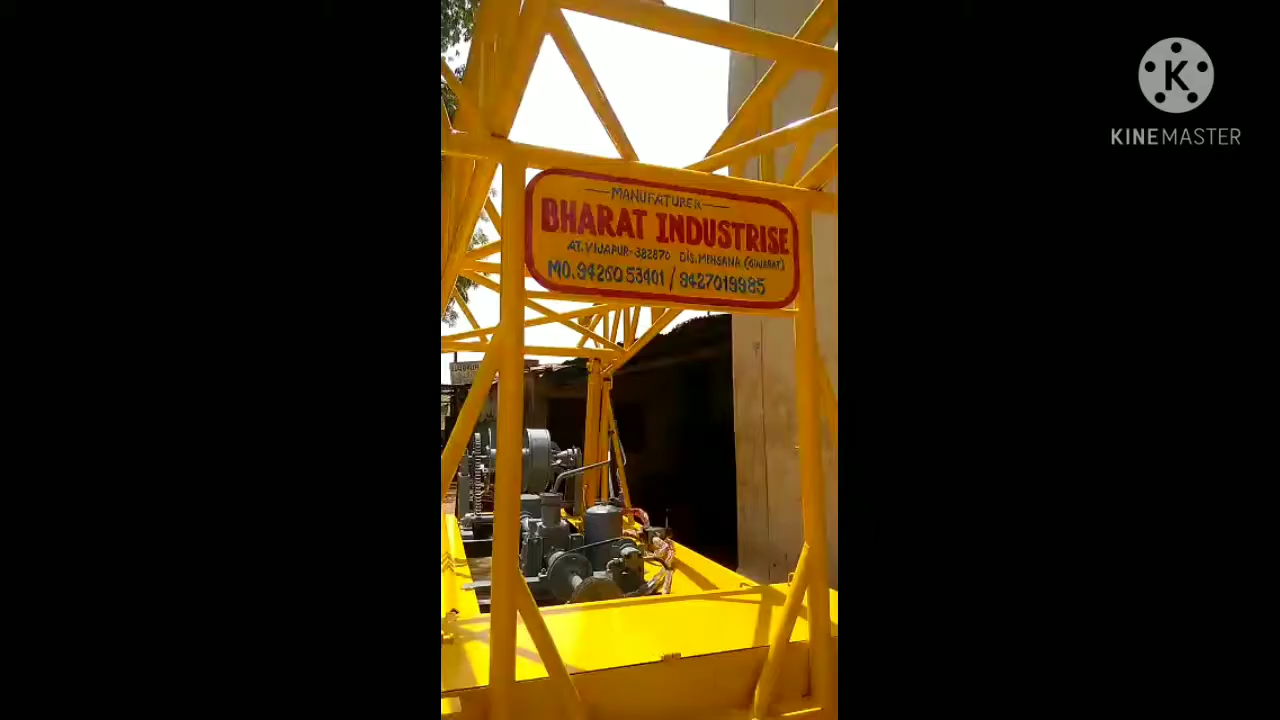 MANUFATURER
BHARAT INDUSTRISE
AT. VIJAPUR-382870 DIS. MEHSANA (GUJARAT)
MO. 94260 53401 / 9427019985
K
KINEMASTER